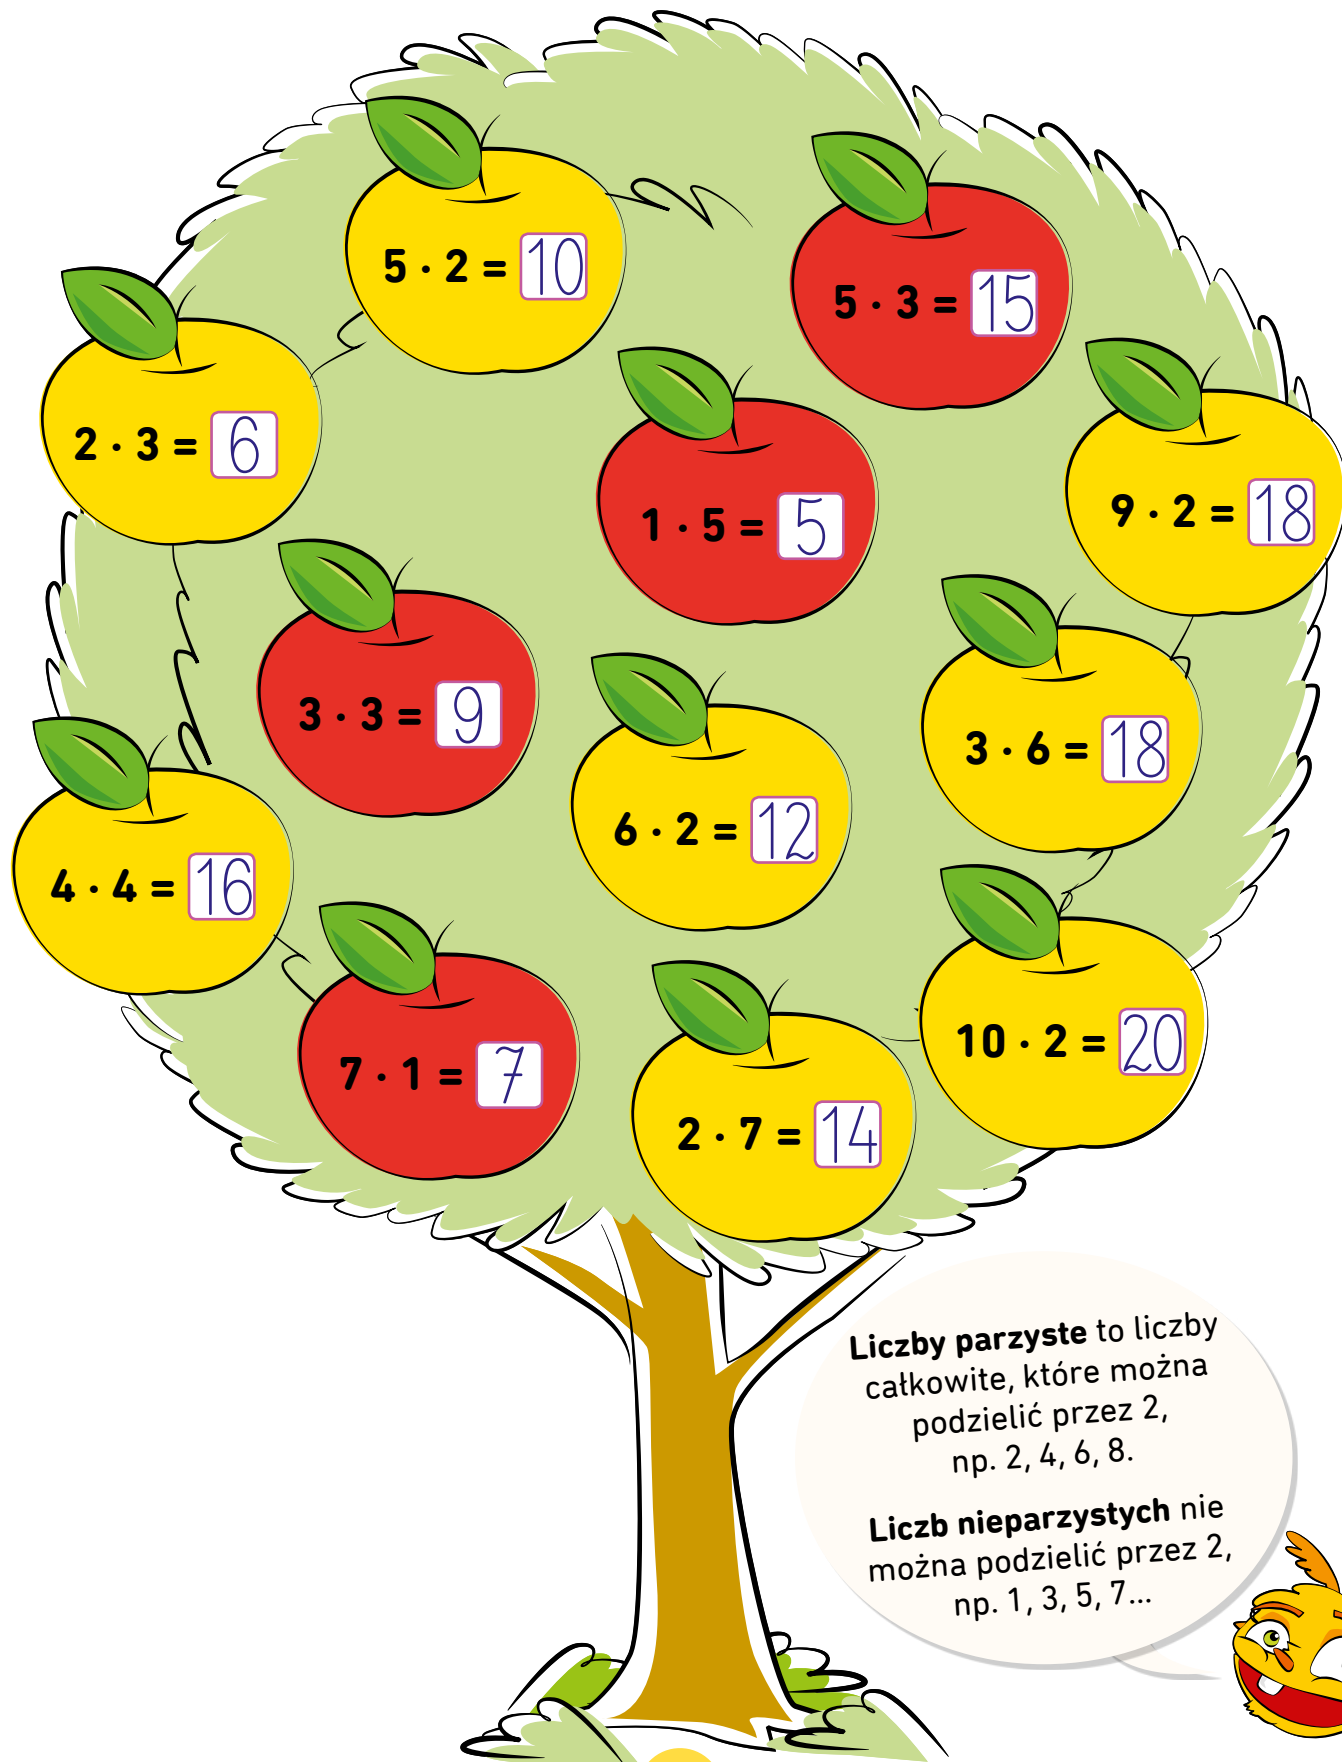 5 · 2 = 10
5 · 3 = 15
2 · 3 = 6
1 · 5 = 5
9 · 2 = 18
3 · 3 = 9
3 · 6 = 18
6 · 2 = 12
4 · 4 = 16
7 · 1 = 7
2 · 7 = 14
10 · 2 = 20
Liczby parzyste to liczby
całkowite, które można
podzielić przez 2,
np. 2, 4, 6, 8.
Liczb nieparzystych nie
można podzielić przez 2,
np. 1, 3, 5, 7...